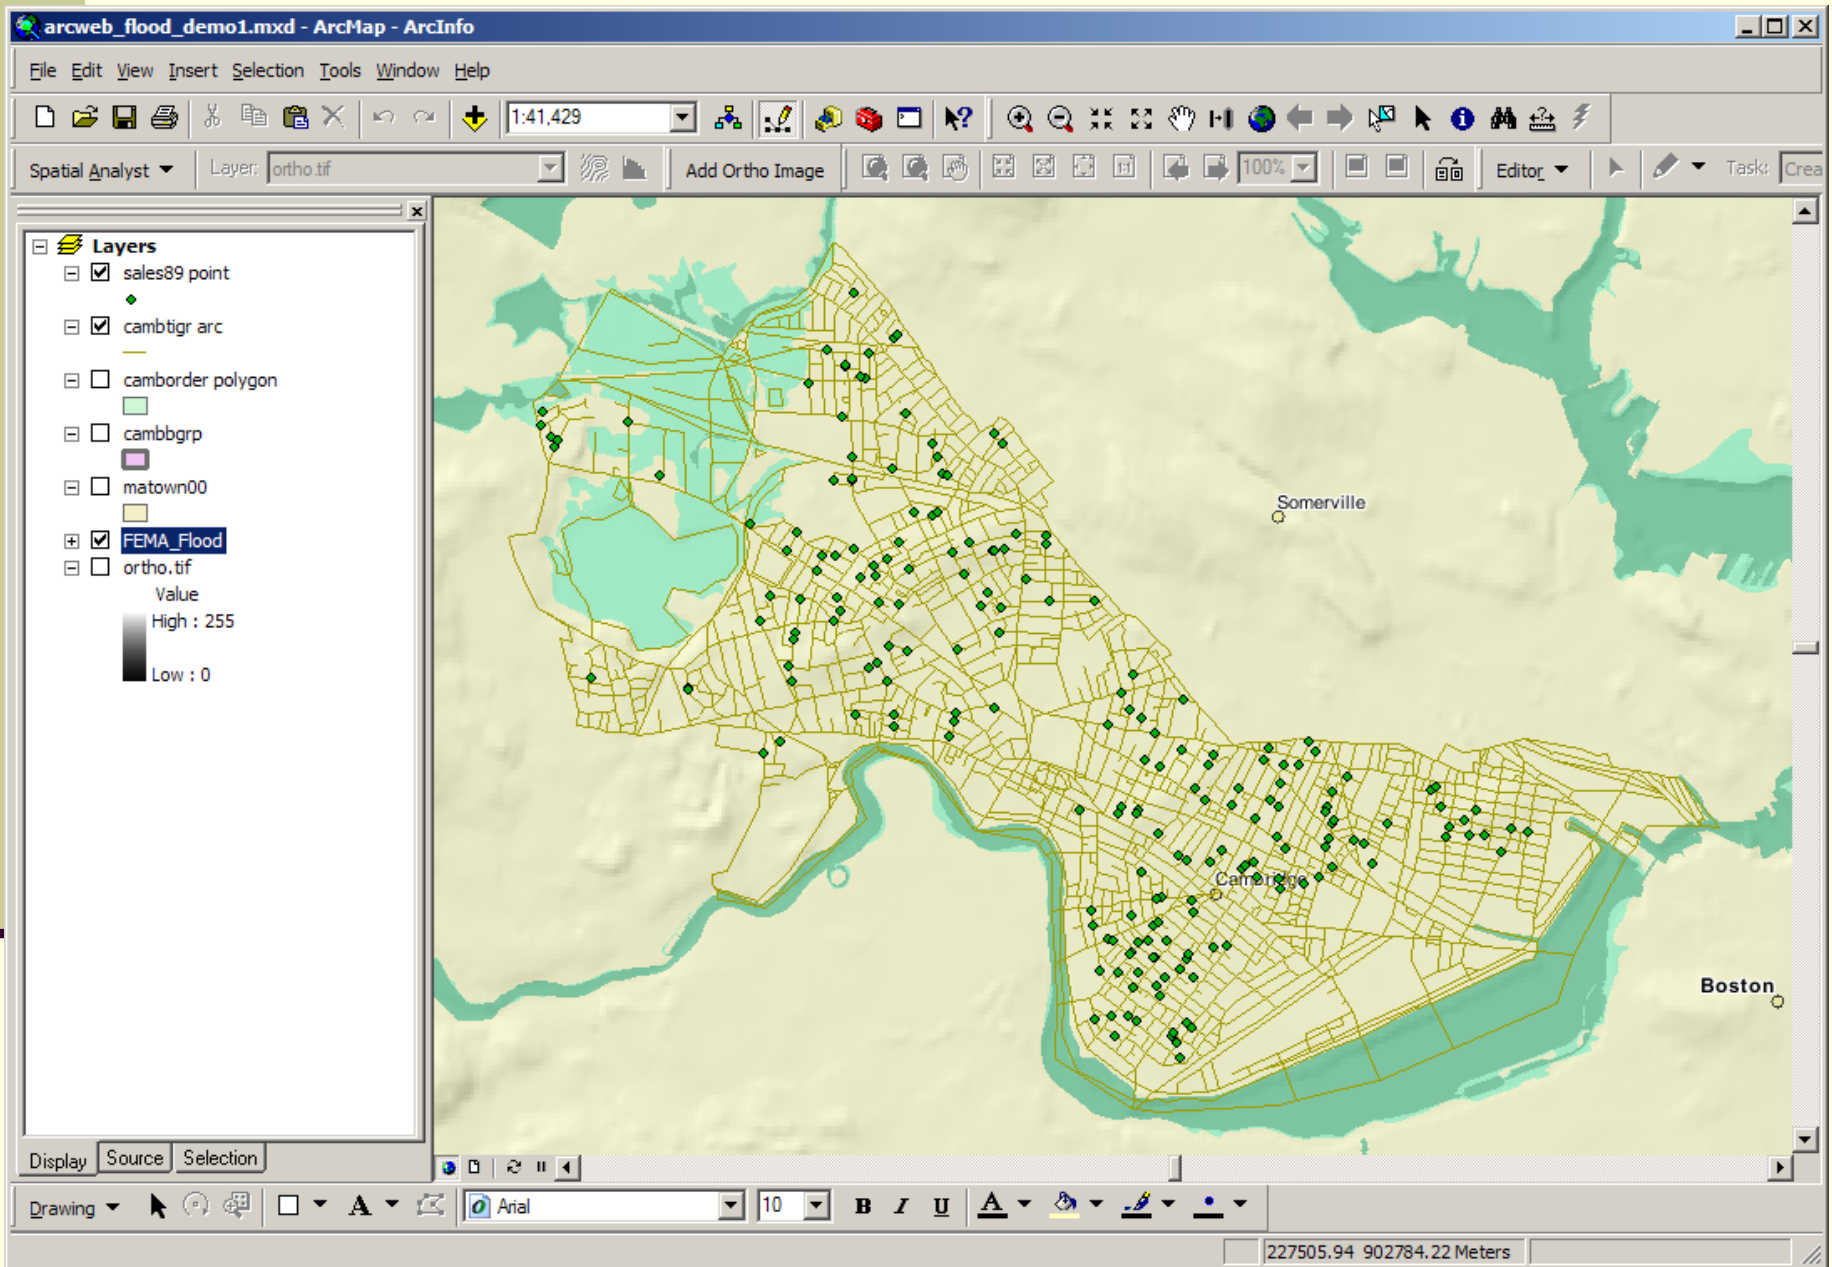 arcweb_flood_demo1.mxd - ArcMap - ArcInfo
File Edit View Insert Selection Tools Window Help
1:41,429
Spatial Analyst Layer: ortho.tif Add Ortho Image 1:1 100% Editor Task: Crea
Layers
sales89 point
cambtigr arc
camborder polygon
cambbgrp
matown00
FEMA_Flood
ortho.tif
Value
High : 255
Low : 0
Somerville
Cambridge
Boston
Display Source Selection
Drawing A Arial 10 B I U A
227505.94 902784.22 Meters